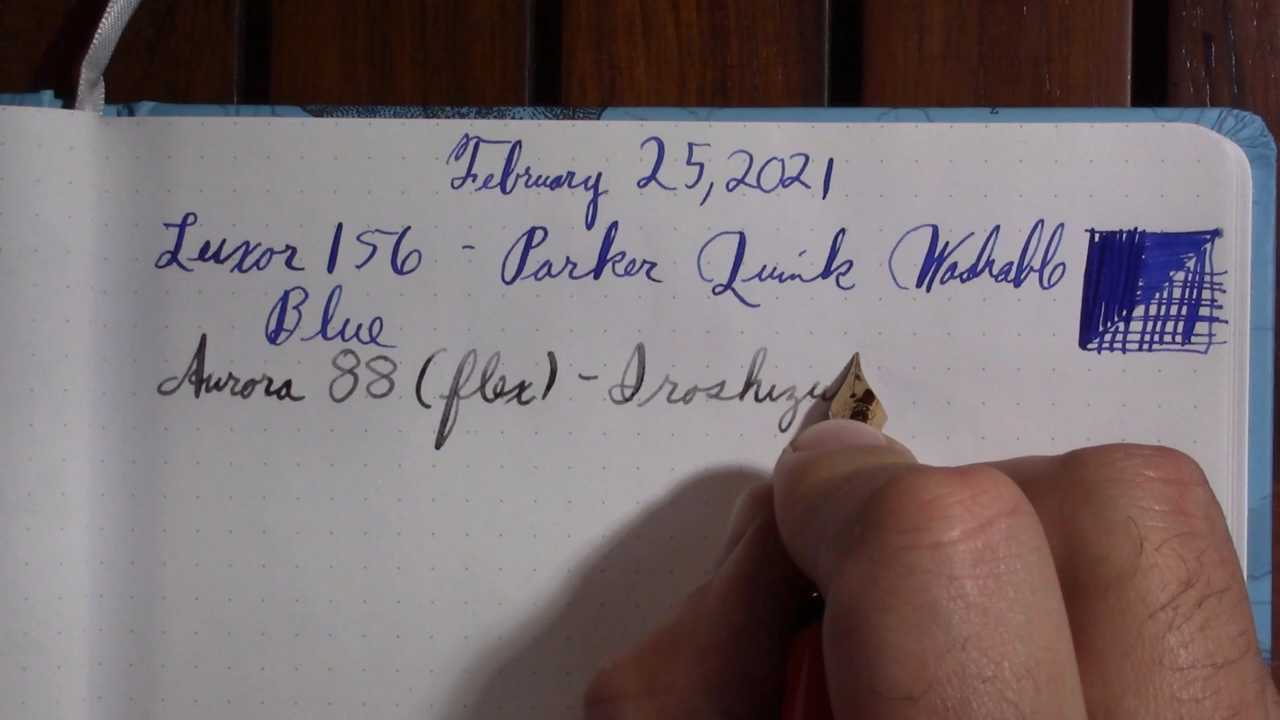 February 25, 2021
Luxor 156 - Parker Quink Washable
Blue
Aurora 88 (flex) - Iroshizu